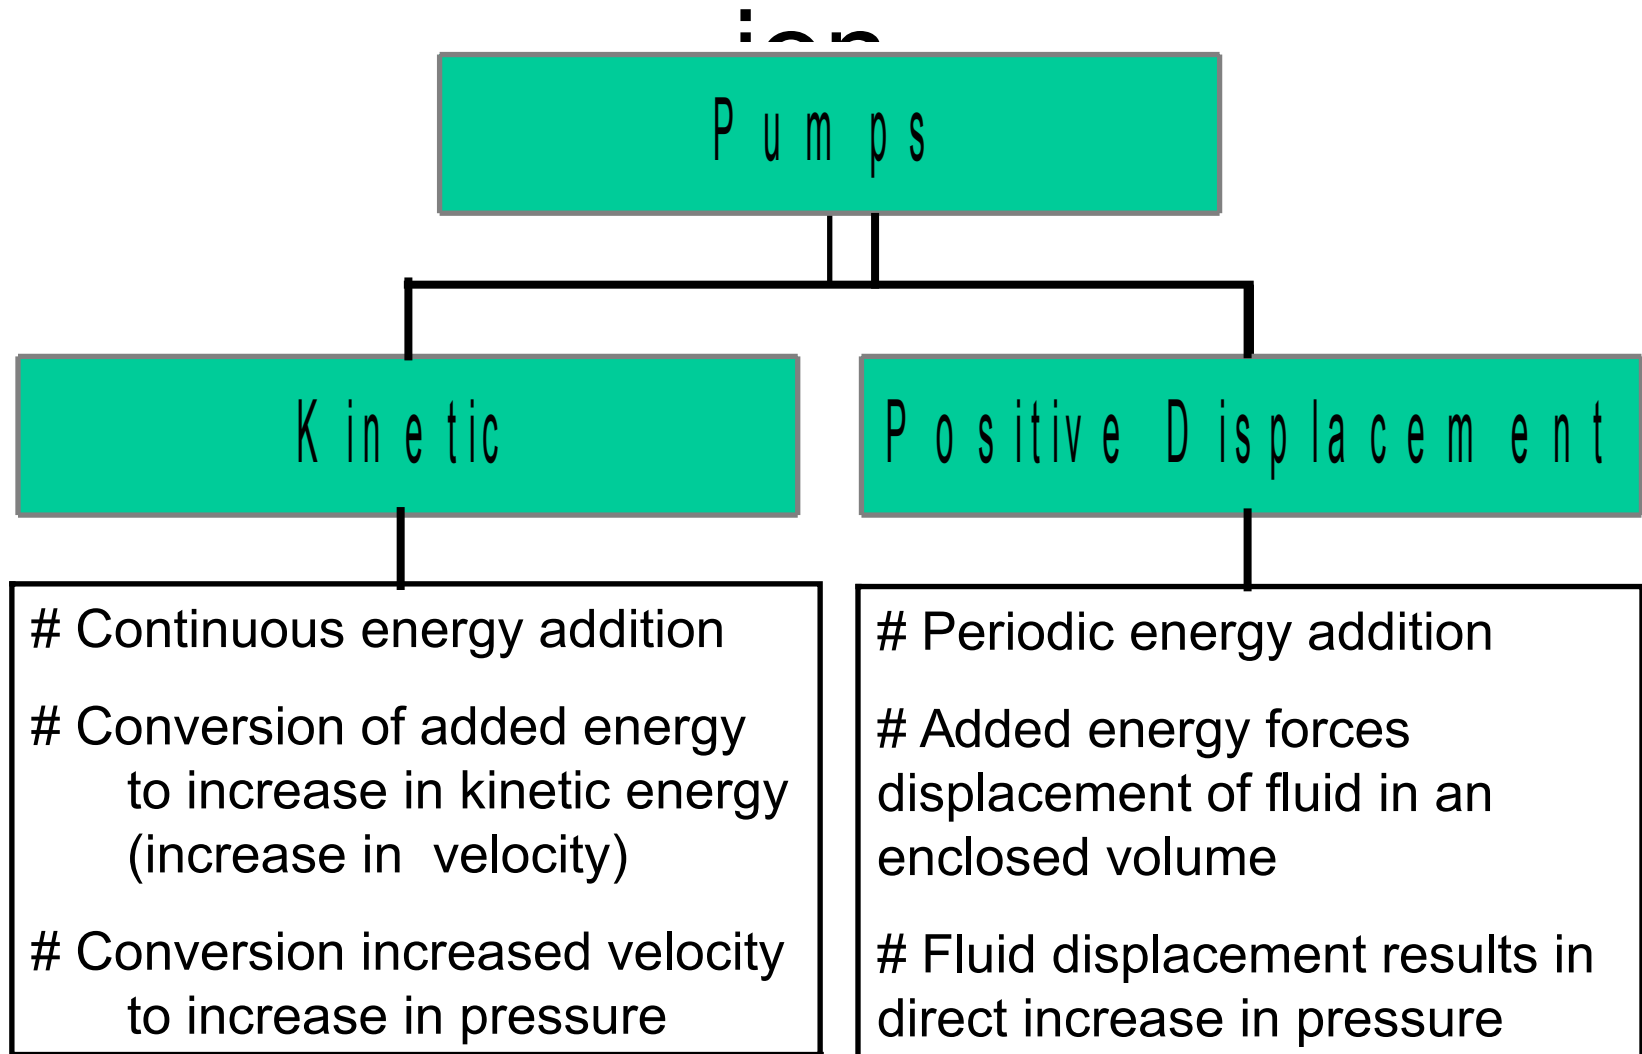 ion
Pumps
Kinetic
Positive Displacement
# Continuous energy addition
# Conversion of added energy
to increase in kinetic energy
(increase in velocity)
# Conversion increased velocity
to increase in pressure
# Periodic energy addition
# Added energy forces
displacement of fluid in an
enclosed volume
# Fluid displacement results in
direct increase in pressure